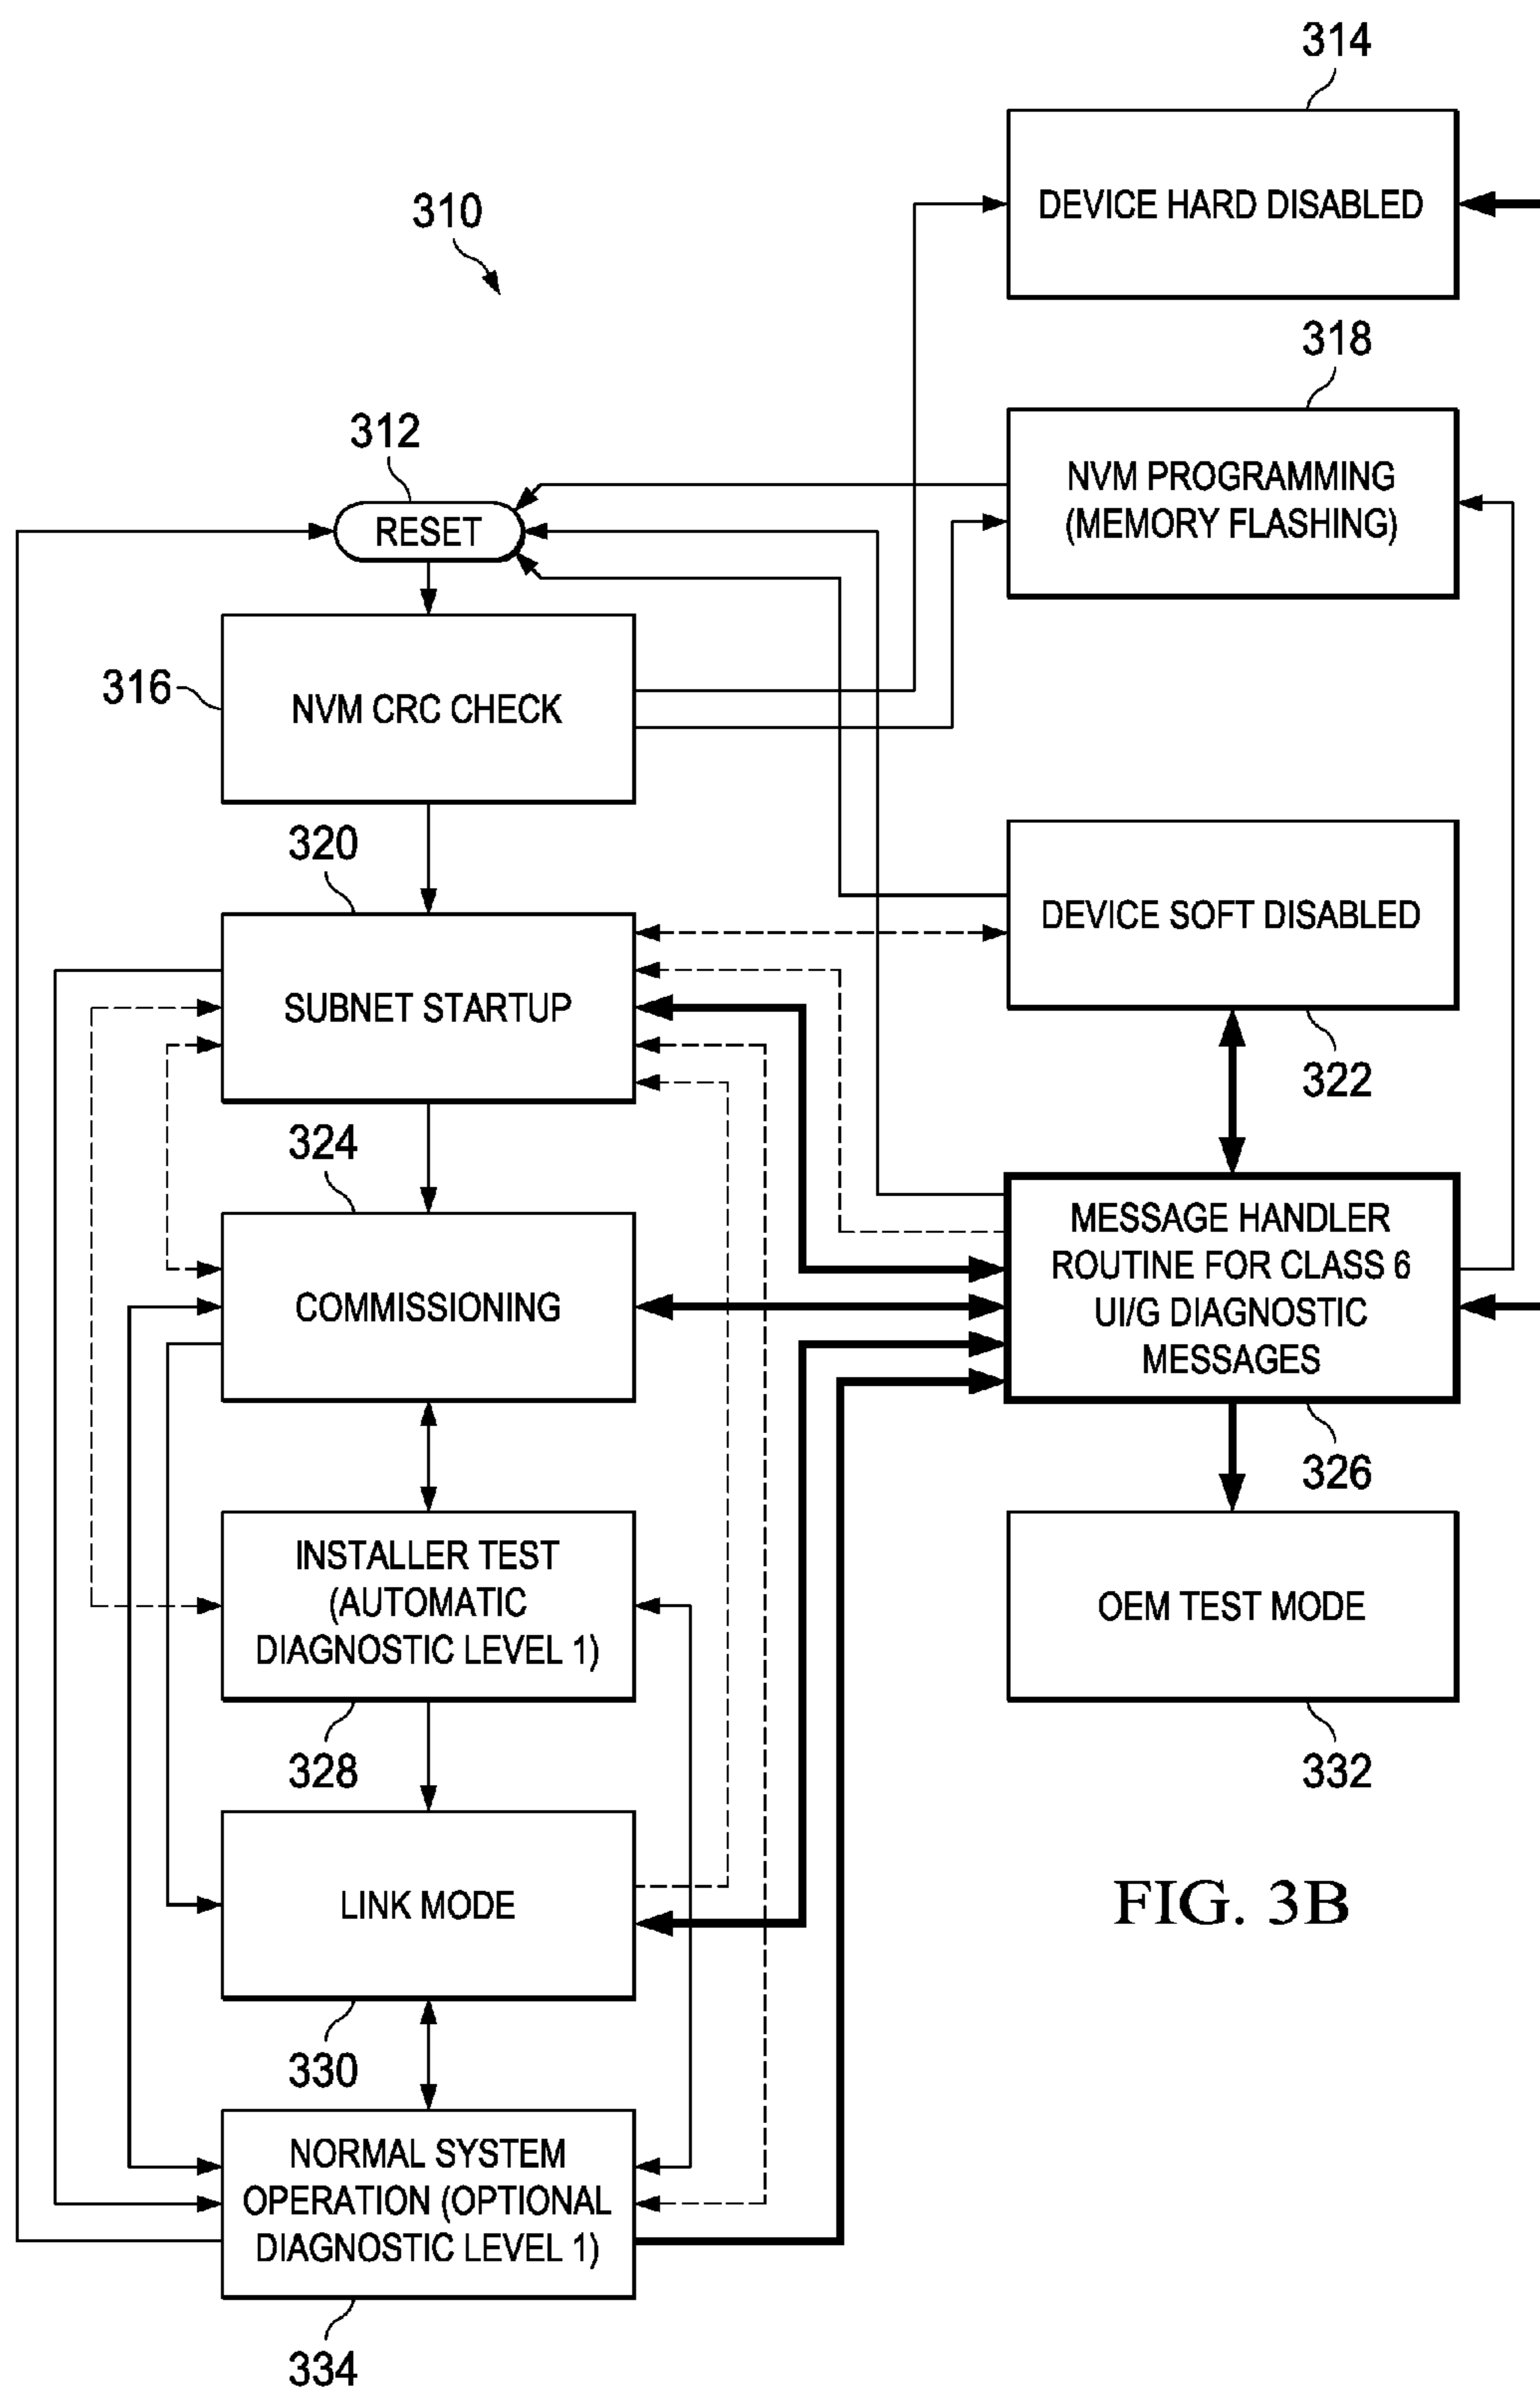 314
DEVICE HARD DISABLED
310
318
NVM PROGRAMMING
(MEMORY FLASHING)
312
RESET
316
NVM CRC CHECK
320
SUBNET STARTUP
DEVICE SOFT DISABLED
322
324
COMMISSIONING
MESSAGE HANDLER
ROUTINE FOR CLASS 6
UI/G DIAGNOSTIC
MESSAGES
326
INSTALLER TEST
(AUTOMATIC
DIAGNOSTIC LEVEL 1)
328
OEM TEST MODE
332
LINK MODE
330
FIG. 3B
NORMAL SYSTEM
OPERATION (OPTIONAL
DIAGNOSTIC LEVEL 1)
334